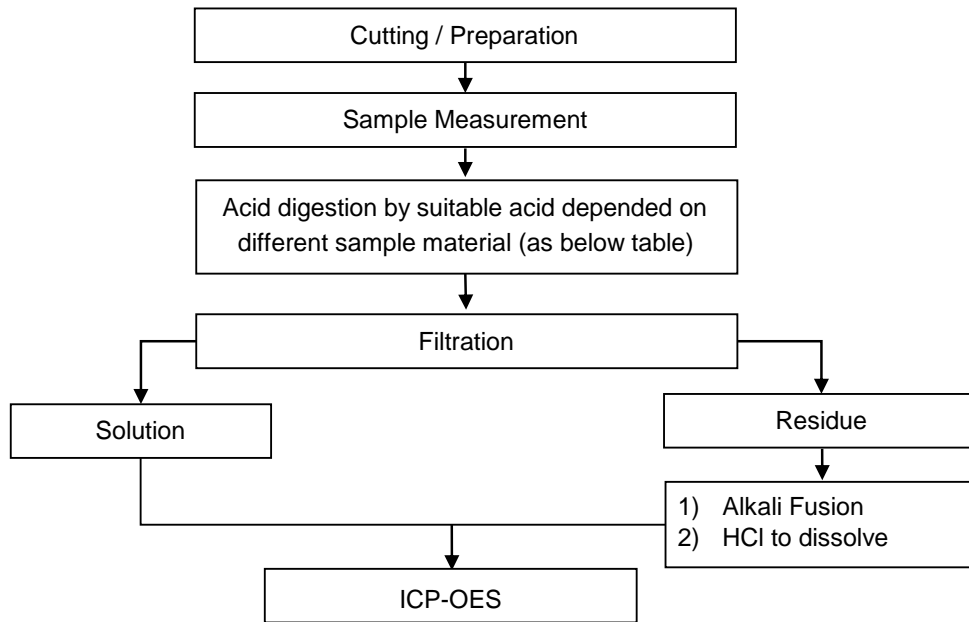 Cutting / Preparation
Sample Measurement
Acid digestion by suitable acid depended on
different sample material (as below table)
Filtration
Solution
Residue
1) Alkali Fusion
2) HCl to dissolve
ICP-OES